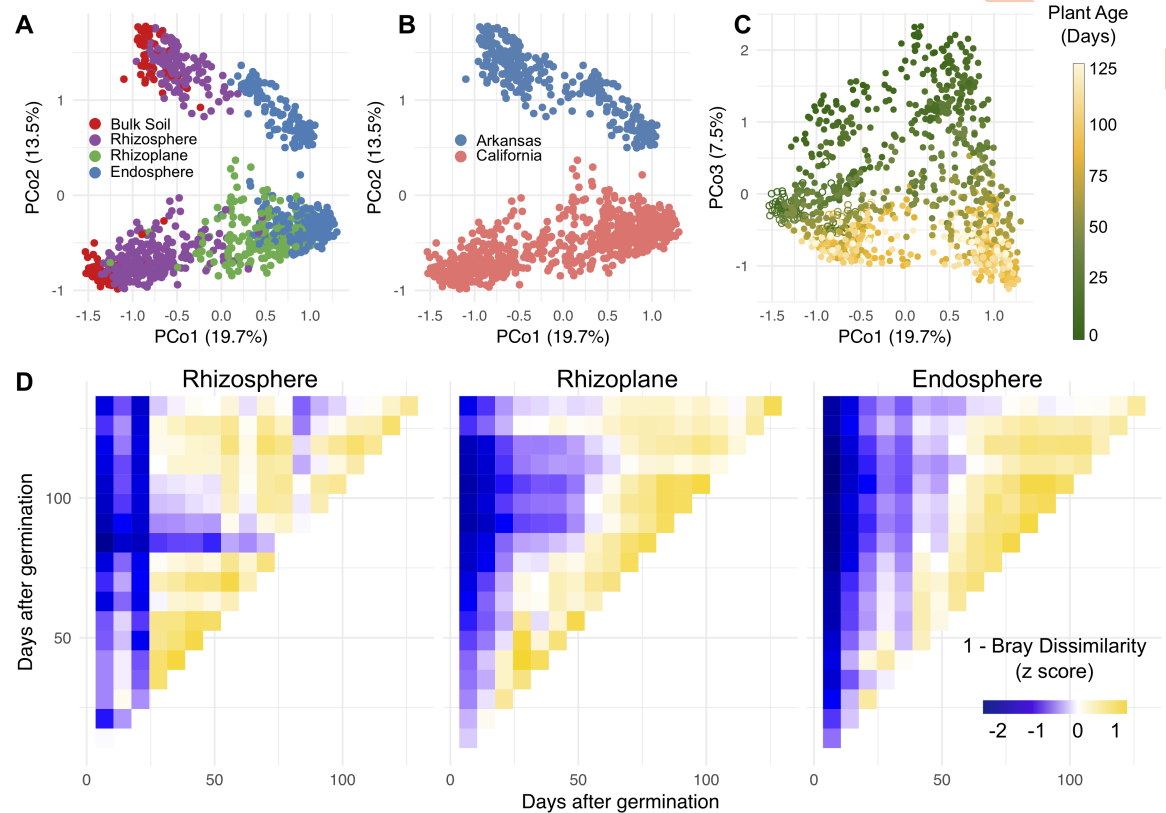 A
B
C
Plant Age
(Days)
125
100
75
50
25
0
PCo2 (13.5%)
1
0
-1
Bulk Soil
Rhizosphere
Rhizoplane
Endosphere
-1.5 -1.0 -0.5 0.0 0.5 1.0
PCo1 (19.7%)
PCo2 (13.5%)
1
0
-1
Arkansas
California
-1.5 -1.0 -0.5 0.0 0.5 1.0
PCo1 (19.7%)
PCo3 (7.5%)
2
1
0
-1
-1.5 -1.0 -0.5 0.0 0.5 1.0
PCo1 (19.7%)
D
Rhizosphere
Rhizoplane
Endosphere
Days after germination
100
50
1 - Bray Dissimilarity
(z score)
-2 -1 0 1
0 50 100
0 50 100
0 50 100
Days after germination